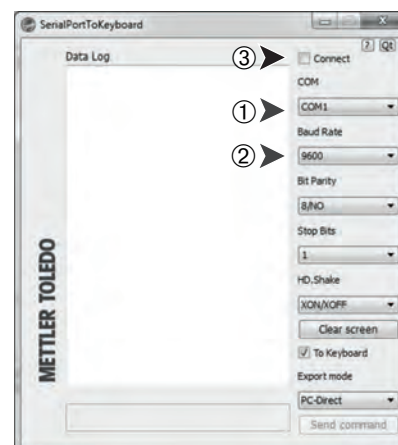 SerialPortToKeyboard
? Qt
Data Log
③ Connect
COM
① COM1
Baud Rate
② 9600
Bit Parity
8/NO
Stop Bits
1
HD.Shake
XON/XOFF
Clear screen
To Keyboard
Export mode
PC-Direct
Send command
METTLER TOLEDO